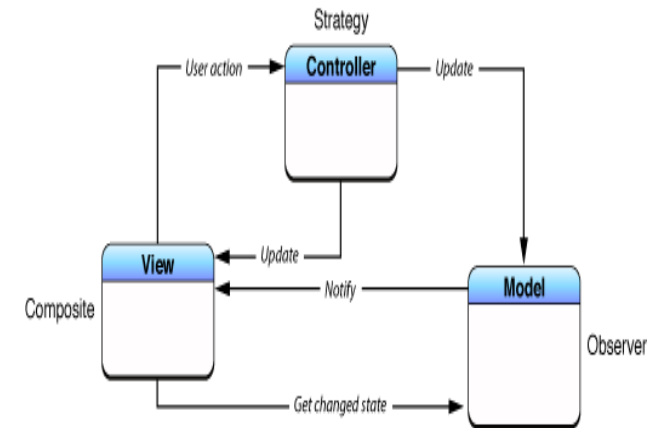 Strategy
User action
Controller
Update
View
Update
Composite
Notify
Model
Observer
Get changed state